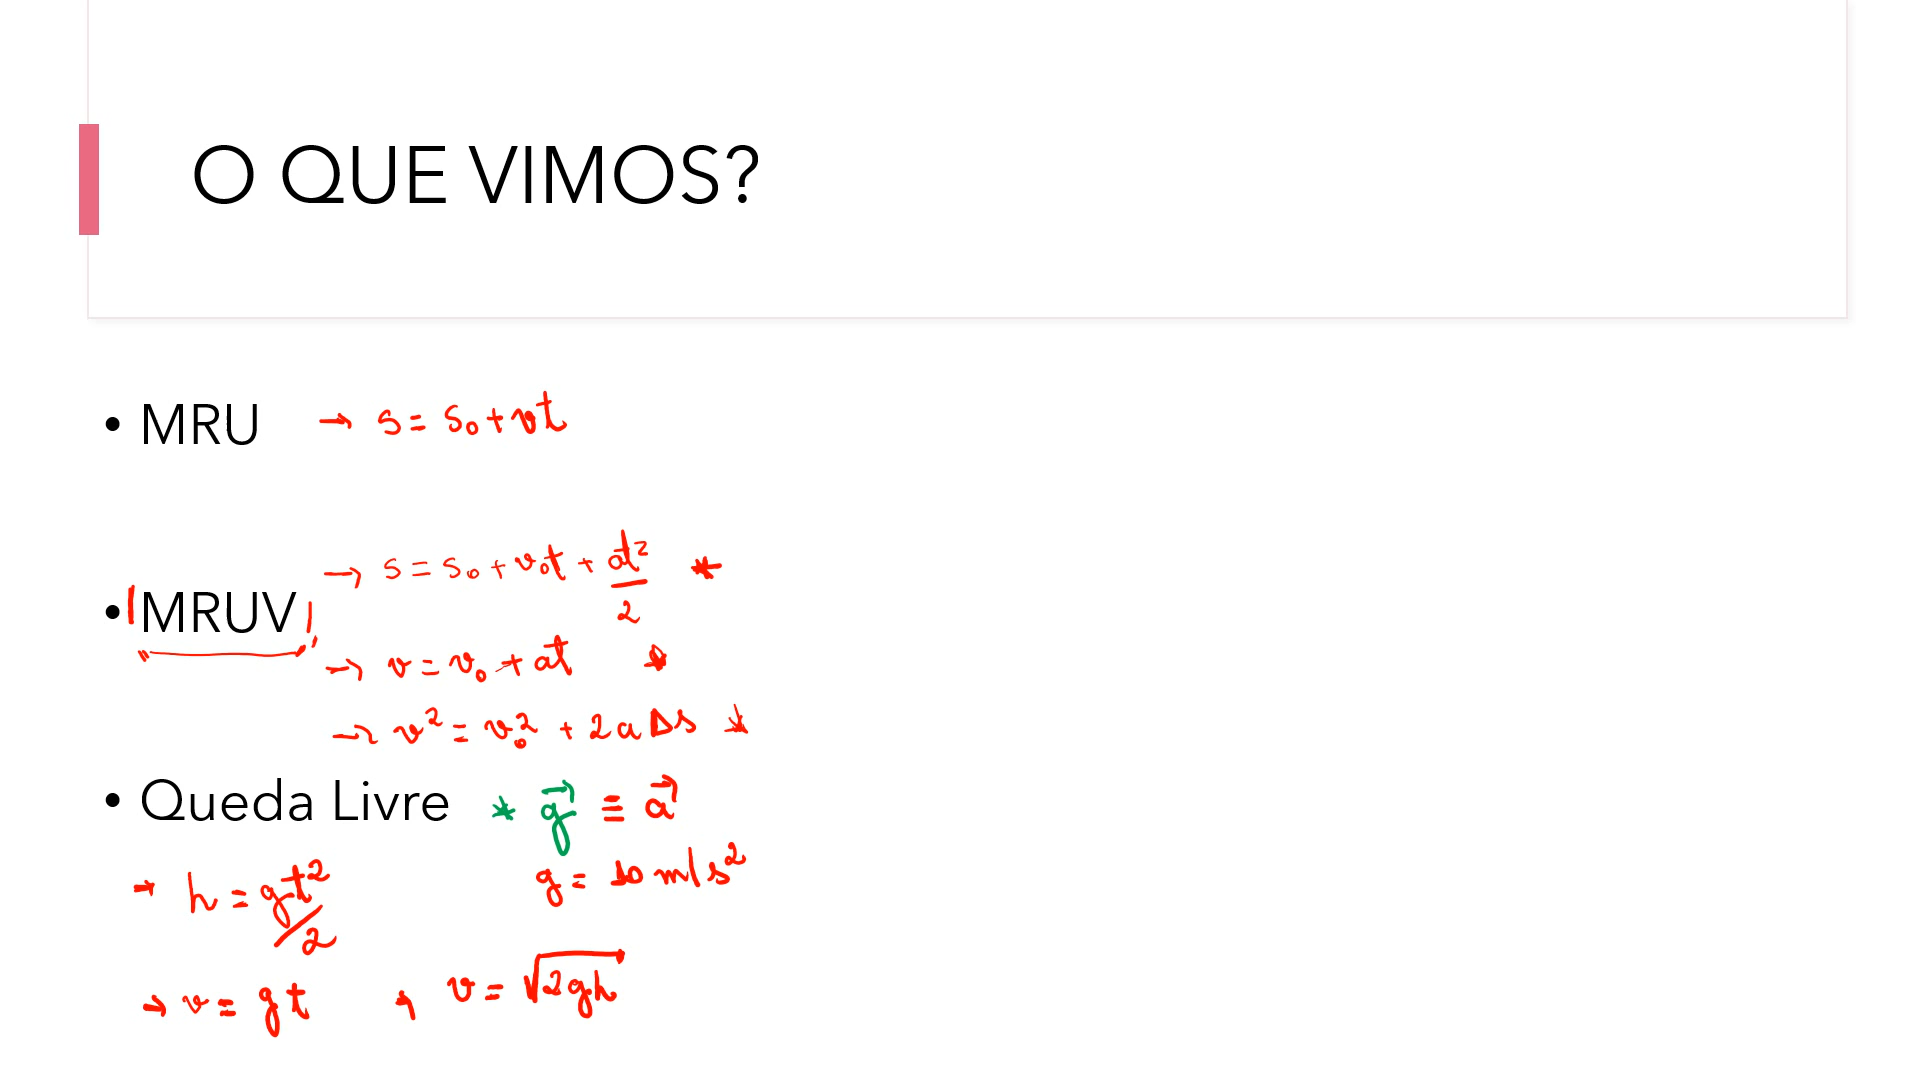 O QUE VIMOS?
• MRU → s = s₀ + vt
→ s = s₀ + v₀t + at²/2 *
• MRUV
→ v = v₀ + at *
→ v² = v₀² + 2aΔs *
• Queda Livre * g⃗ ≡ a⃗
g = 10 m/s²
→ h = gt²/2
→ v = gt → v = √2gh